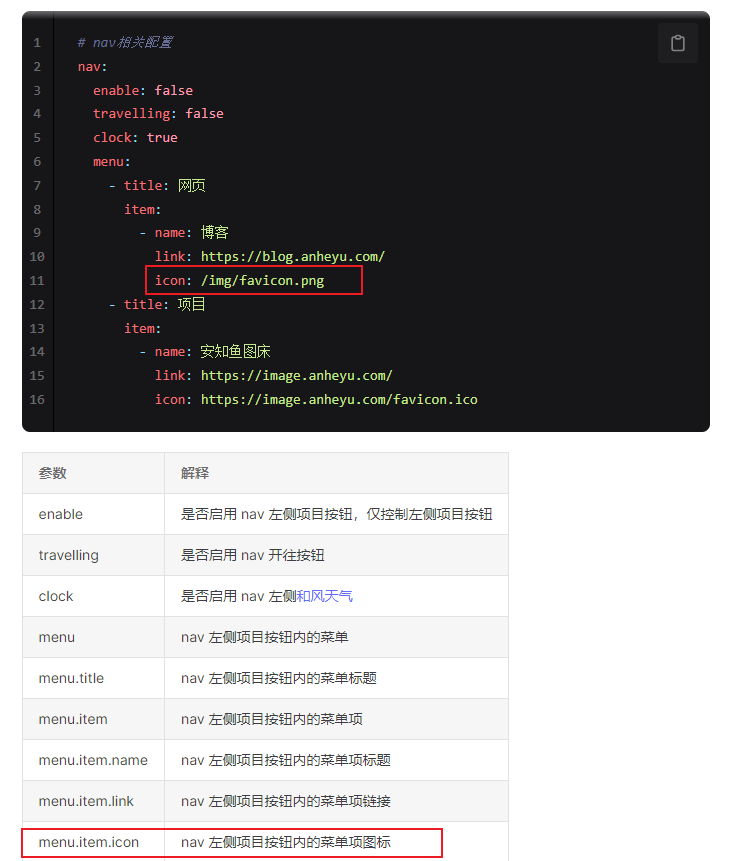 1 # nav相关配置
2 nav:
3   enable: false
4   travelling: false
5   clock: true
6   menu:
7     - title: 网页
8       item:
9         - name: 博客
10           link: https://blog.anheyu.com/
11           icon: /img/favicon.png
12     - title: 项目
13       item:
14         - name: 安知鱼图床
15           link: https://image.anheyu.com/
16           icon: https://image.anheyu.com/favicon.ico
参数 解释
enable 是否启用 nav 左侧项目按钮，仅控制左侧项目按钮
travelling 是否启用 nav 开往按钮
clock 是否启用 nav 左侧和风天气
menu nav 左侧项目按钮内的菜单
menu.title nav 左侧项目按钮内的菜单标题
menu.item nav 左侧项目按钮内的菜单项
menu.item.name nav 左侧项目按钮内的菜单项标题
menu.item.link nav 左侧项目按钮内的菜单项链接
menu.item.icon nav 左侧项目按钮内的菜单项图标